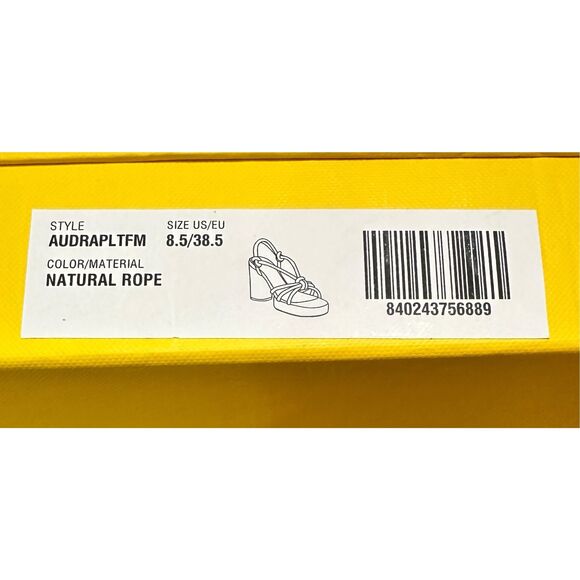 STYLE
AUDRAPLTFM
SIZE US/EU
8.5/38.5
COLOR/MATERIAL
NATURAL ROPE
840243756889